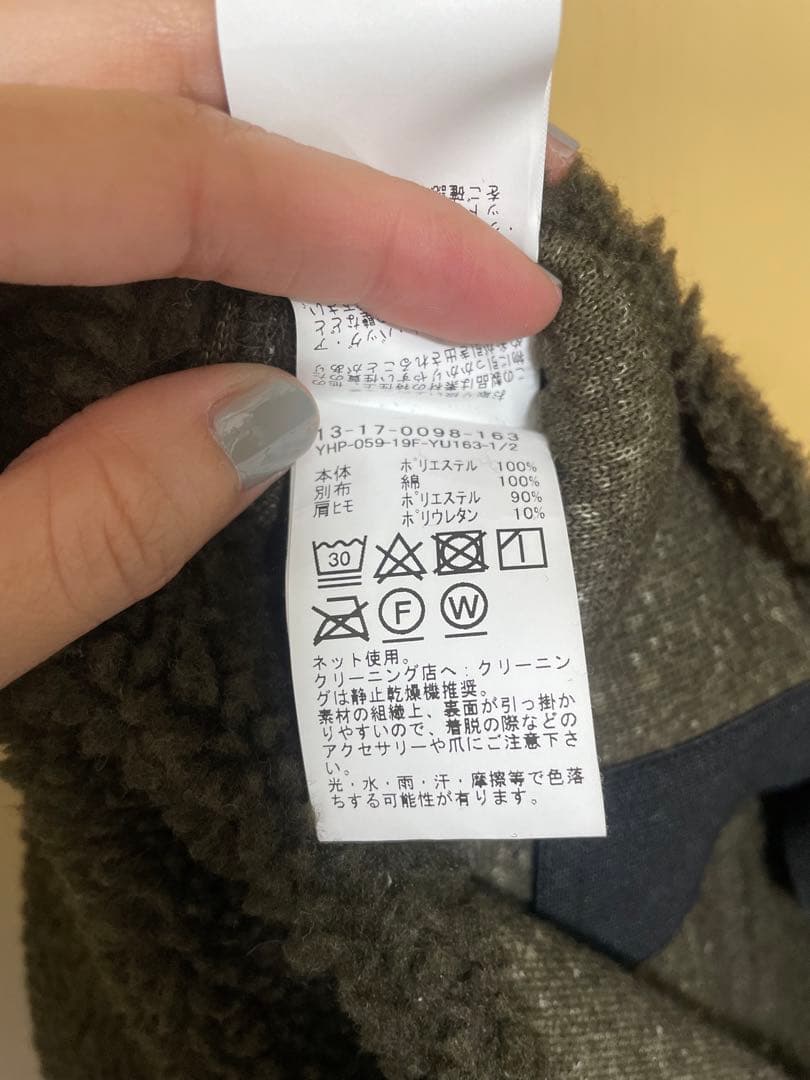 13-17-0098-163
YHP-059-19F-YU163-1/2
本体 ポリエステル 100%
別布 綿 100%
肩ヒモ ポリエステル 90%
ポリウレタン 10%
30
F W
ネット使用。
クリーニング店へ:クリーニン
グは静止乾燥機推奨。
素材の組織上、裏面が引っ掛か
りやすいので、着脱の際などの
アクセサリーや爪にご注意下さ
い。
光・水・雨・汗・摩擦等で色落
ちする可能性が有ります。